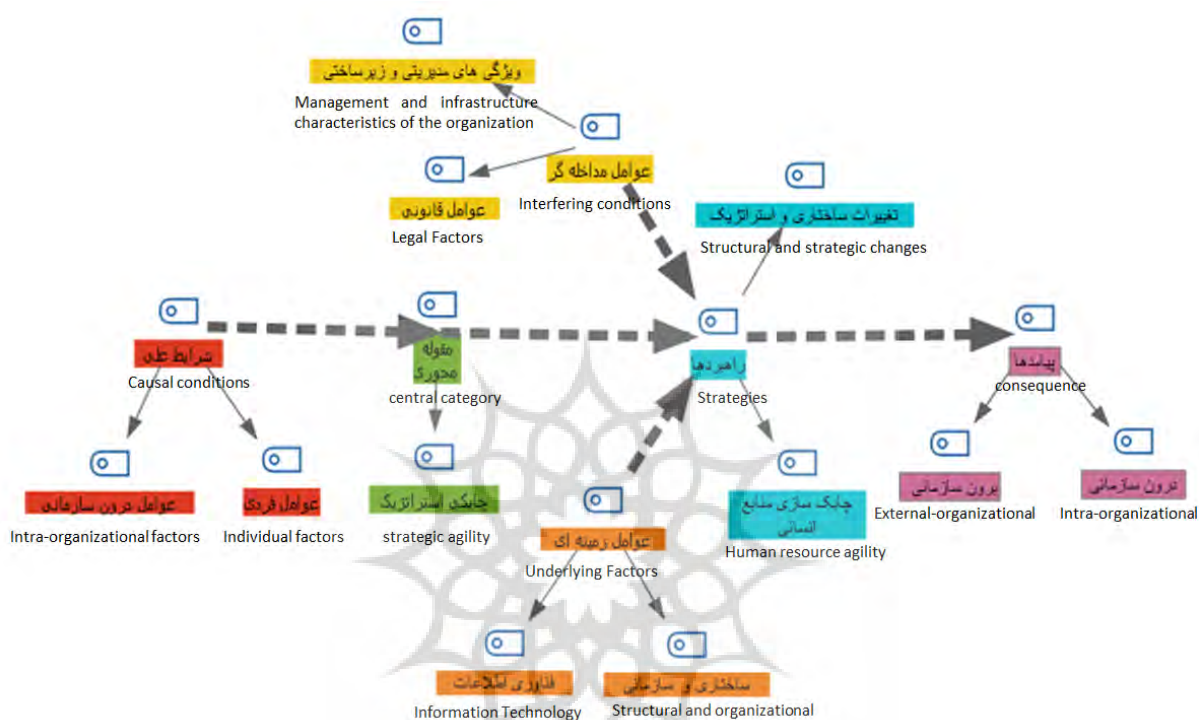 ویژگی های مدیریتی و زیرساختی
Management and infrastructure
characteristics of the organization
عوامل مداخله گر
Interfering conditions
عوامل قانونی
Legal Factors
تغییرات ساختاری و استراتژیک
Structural and strategic changes
شرایط علی
Causal conditions
مقوله
محوری
central category
راهبردها
Strategies
پیامدها
consequence
عوامل درون سازمانی
Intra-organizational factors
عوامل فردی
Individual factors
چابکی استراتژیک
strategic agility
چابک سازی منابع
انسانی
Human resource agility
برون سازمانی
External-organizational
درون سازمانی
Intra-organizational
عوامل زمینه ای
Underlying Factors
فناوری اطلاعات
Information Technology
ساختاری و سازمانی
Structural and organizational